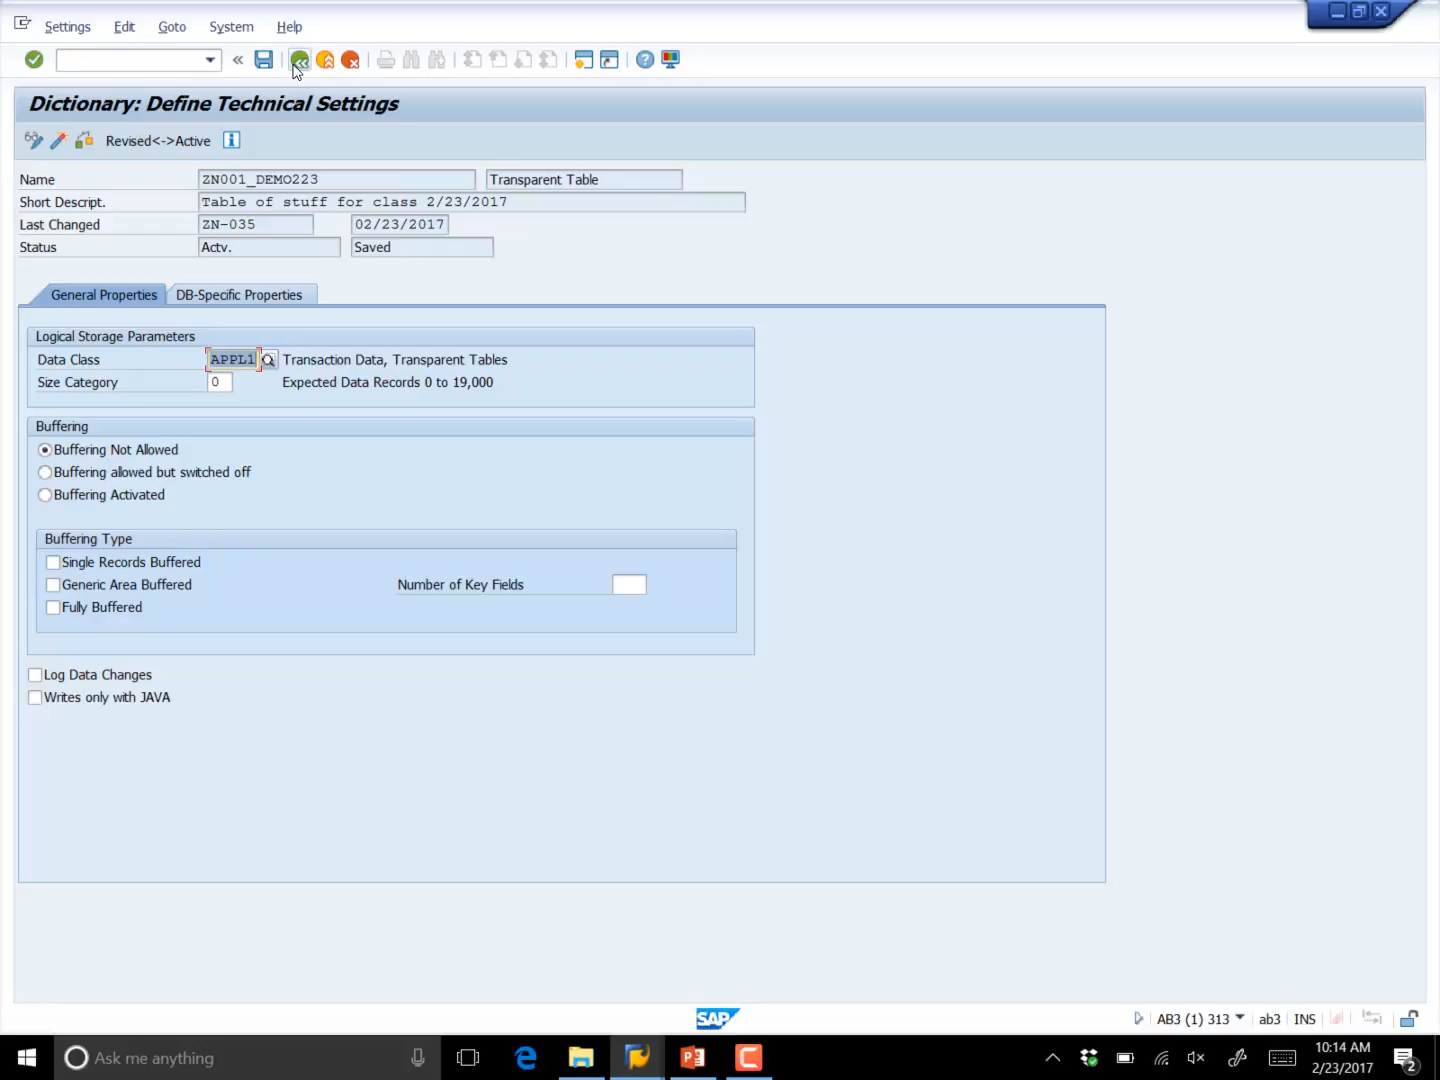 Settings Edit Goto System Help
Dictionary: Define Technical Settings
Revised<->Active
Name ZN001_DEMO223 Transparent Table
Short Descript. Table of stuff for class 2/23/2017
Last Changed ZN-035 02/23/2017
Status Actv. Saved
General Properties DB-Specific Properties
Logical Storage Parameters
Data Class APPL1 Transaction Data, Transparent Tables
Size Category 0 Expected Data Records 0 to 19,000
Buffering
Buffering Not Allowed
Buffering allowed but switched off
Buffering Activated
Buffering Type
Single Records Buffered
Generic Area Buffered Number of Key Fields
Fully Buffered
Log Data Changes
Writes only with JAVA
SAP AB3 (1) 313 ab3 INS
Ask me anything 10:14 AM
2/23/2017 2